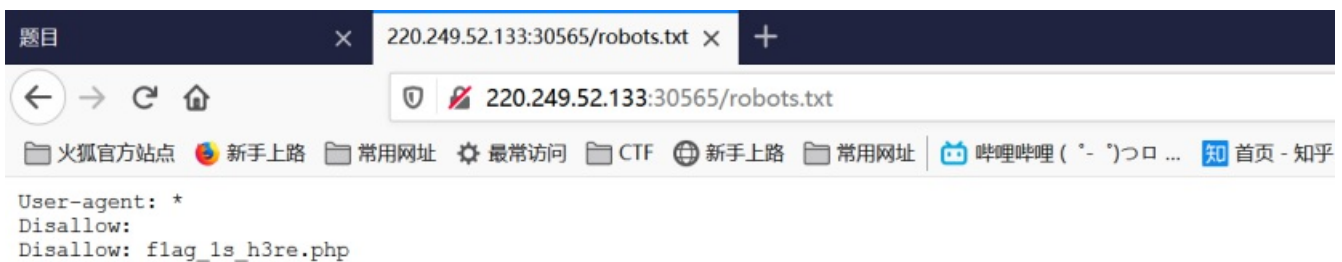 题目
220.249.52.133:30565/robots.txt
220.249.52.133:30565/robots.txt
火狐官方站点 新手上路 常用网址 最常访问 CTF 新手上路 常用网址 哔哩哔哩 ( ゜- ゜)つロ ... 知 首页 - 知乎
User-agent: *
Disallow:
Disallow: f1ag_1s_h3re.php